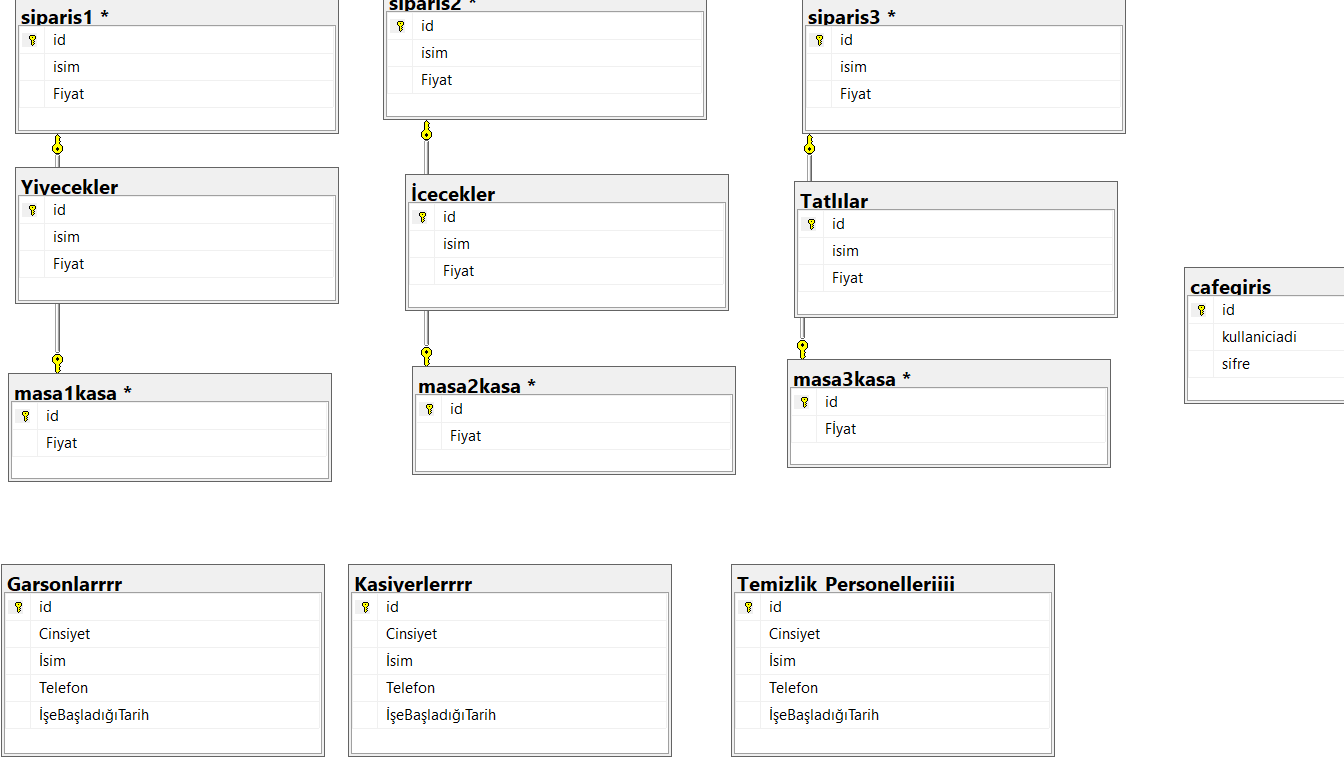 siparis1 *
id
isim
Fiyat
siparis2 *
id
isim
Fiyat
siparis3 *
id
isim
Fiyat
Yiyecekler
id
isim
Fiyat
İcecekler
id
isim
Fiyat
Tatlılar
id
isim
Fiyat
cafegiris
id
kullaniciadi
sifre
masa1kasa *
id
Fiyat
masa2kasa *
id
Fiyat
masa3kasa *
id
Fİyat
Garsonlarrrr
id
Cinsiyet
İsim
Telefon
İşeBaşladığıTarih
Kasiyerlerrrr
id
Cinsiyet
İsim
Telefon
İşeBaşladığıTarih
Temizlik_Personelleriiii
id
Cinsiyet
İsim
Telefon
İşeBaşladığıTarih